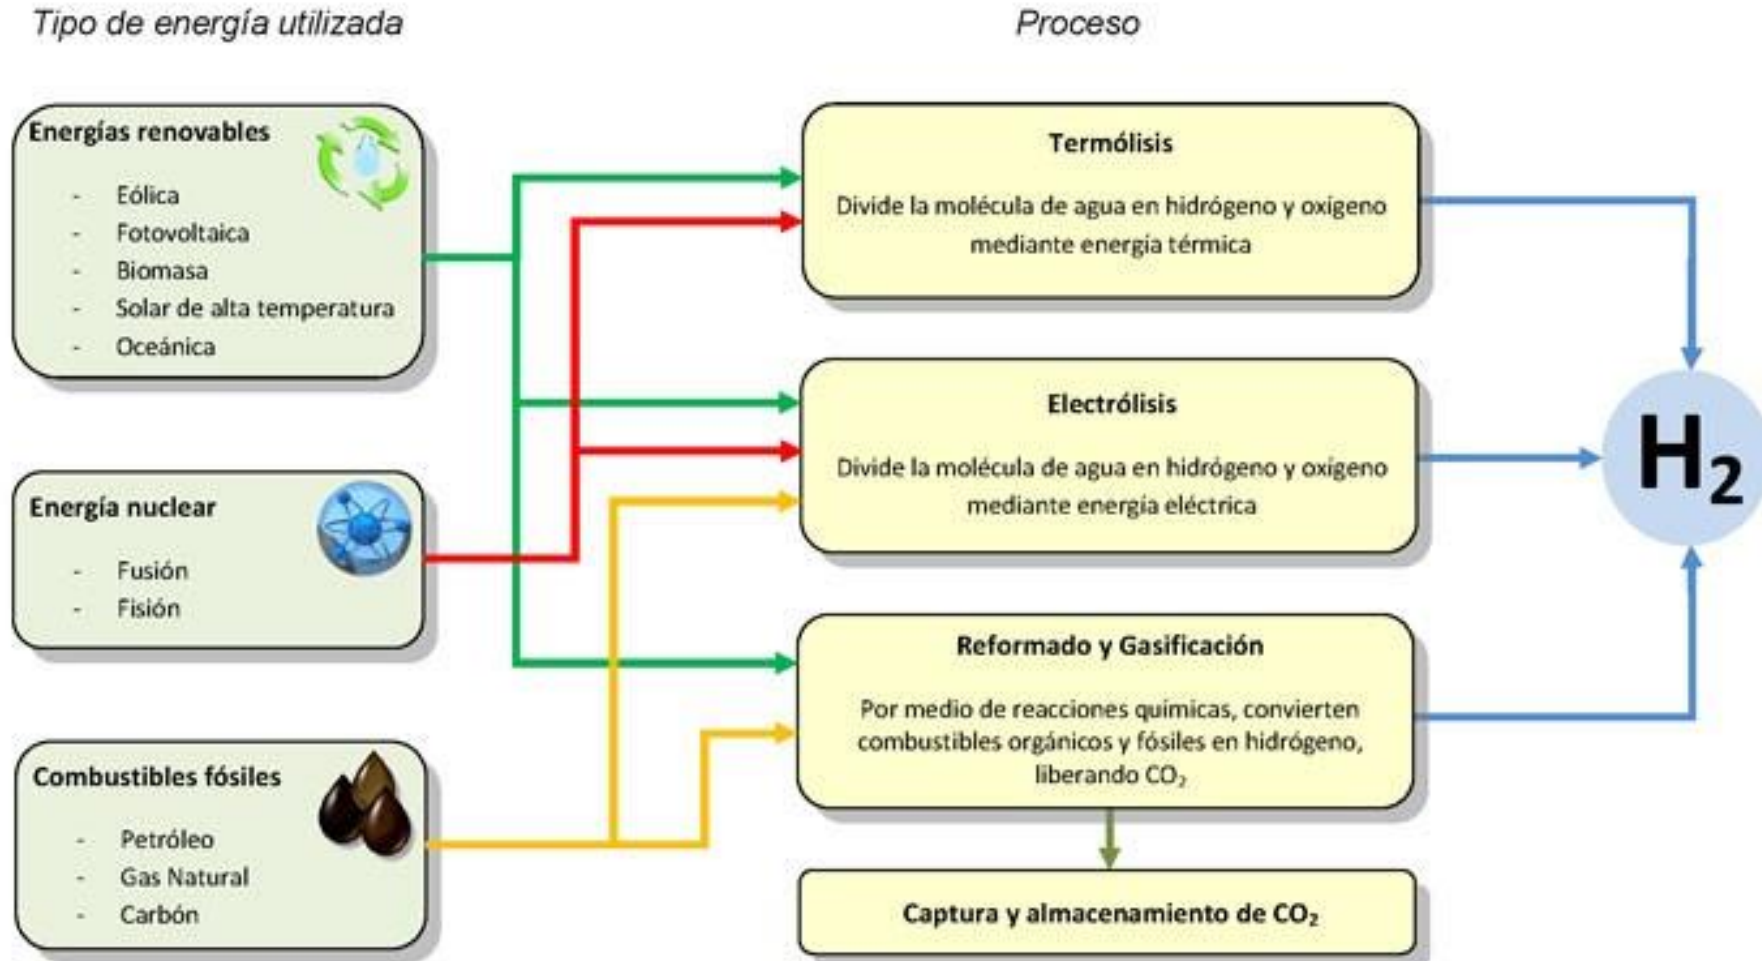 Tipo de energía utilizada
Proceso
Energías renovables
- Eólica
- Fotovoltaica
- Biomasa
- Solar de alta temperatura
- Oceánica
Energía nuclear
- Fusión
- Fisión
Combustibles fósiles
- Petróleo
- Gas Natural
- Carbón
Termólisis
Divide la molécula de agua en hidrógeno y oxígeno
mediante energía térmica
Electrólisis
Divide la molécula de agua en hidrógeno y oxígeno
mediante energía eléctrica
Reformado y Gasificación
Por medio de reacciones químicas, convierten
combustibles orgánicos y fósiles en hidrógeno,
liberando CO₂
Captura y almacenamiento de CO₂
H₂